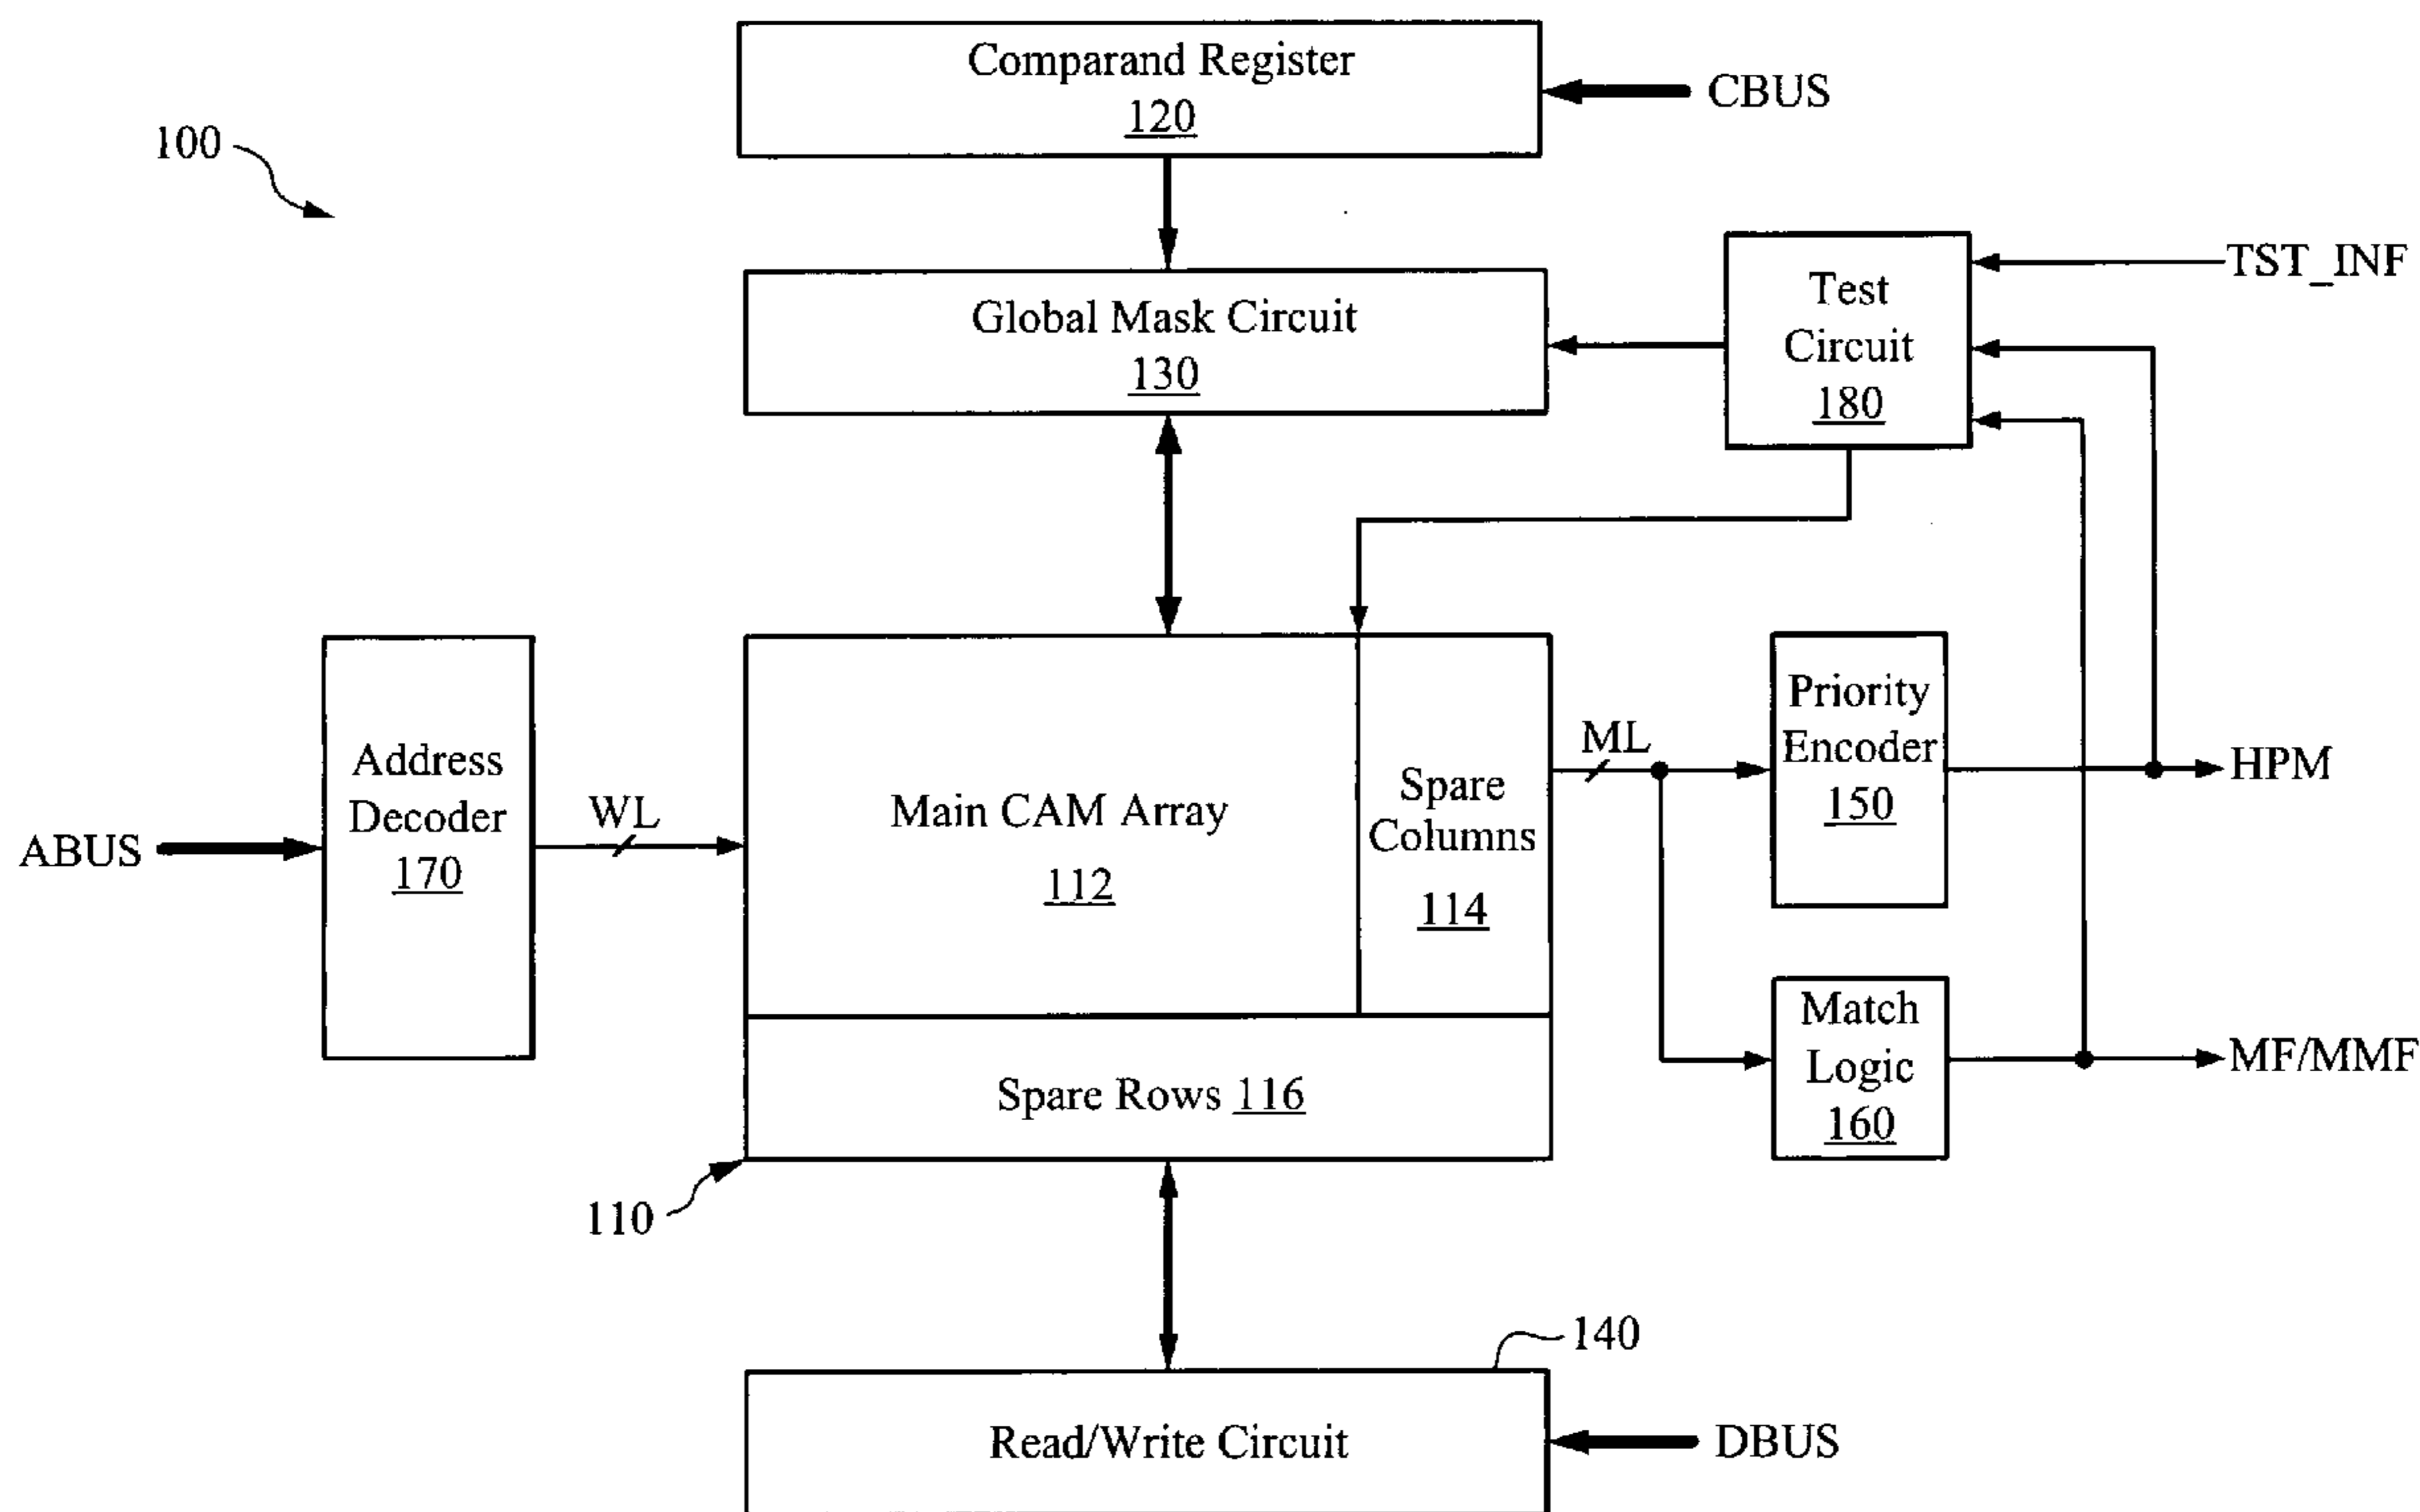 Comparand Register
120
CBUS
100
TST_INF
Test
Circuit
180
Global Mask Circuit
130
Priority
Encoder
150
ML
HPM
Address
Decoder
170
WL
ABUS
Main CAM Array
112
Spare
Columns
114
Match
Logic
160
MF/MMF
Spare Rows 116
110
140
Read/Write Circuit
DBUS